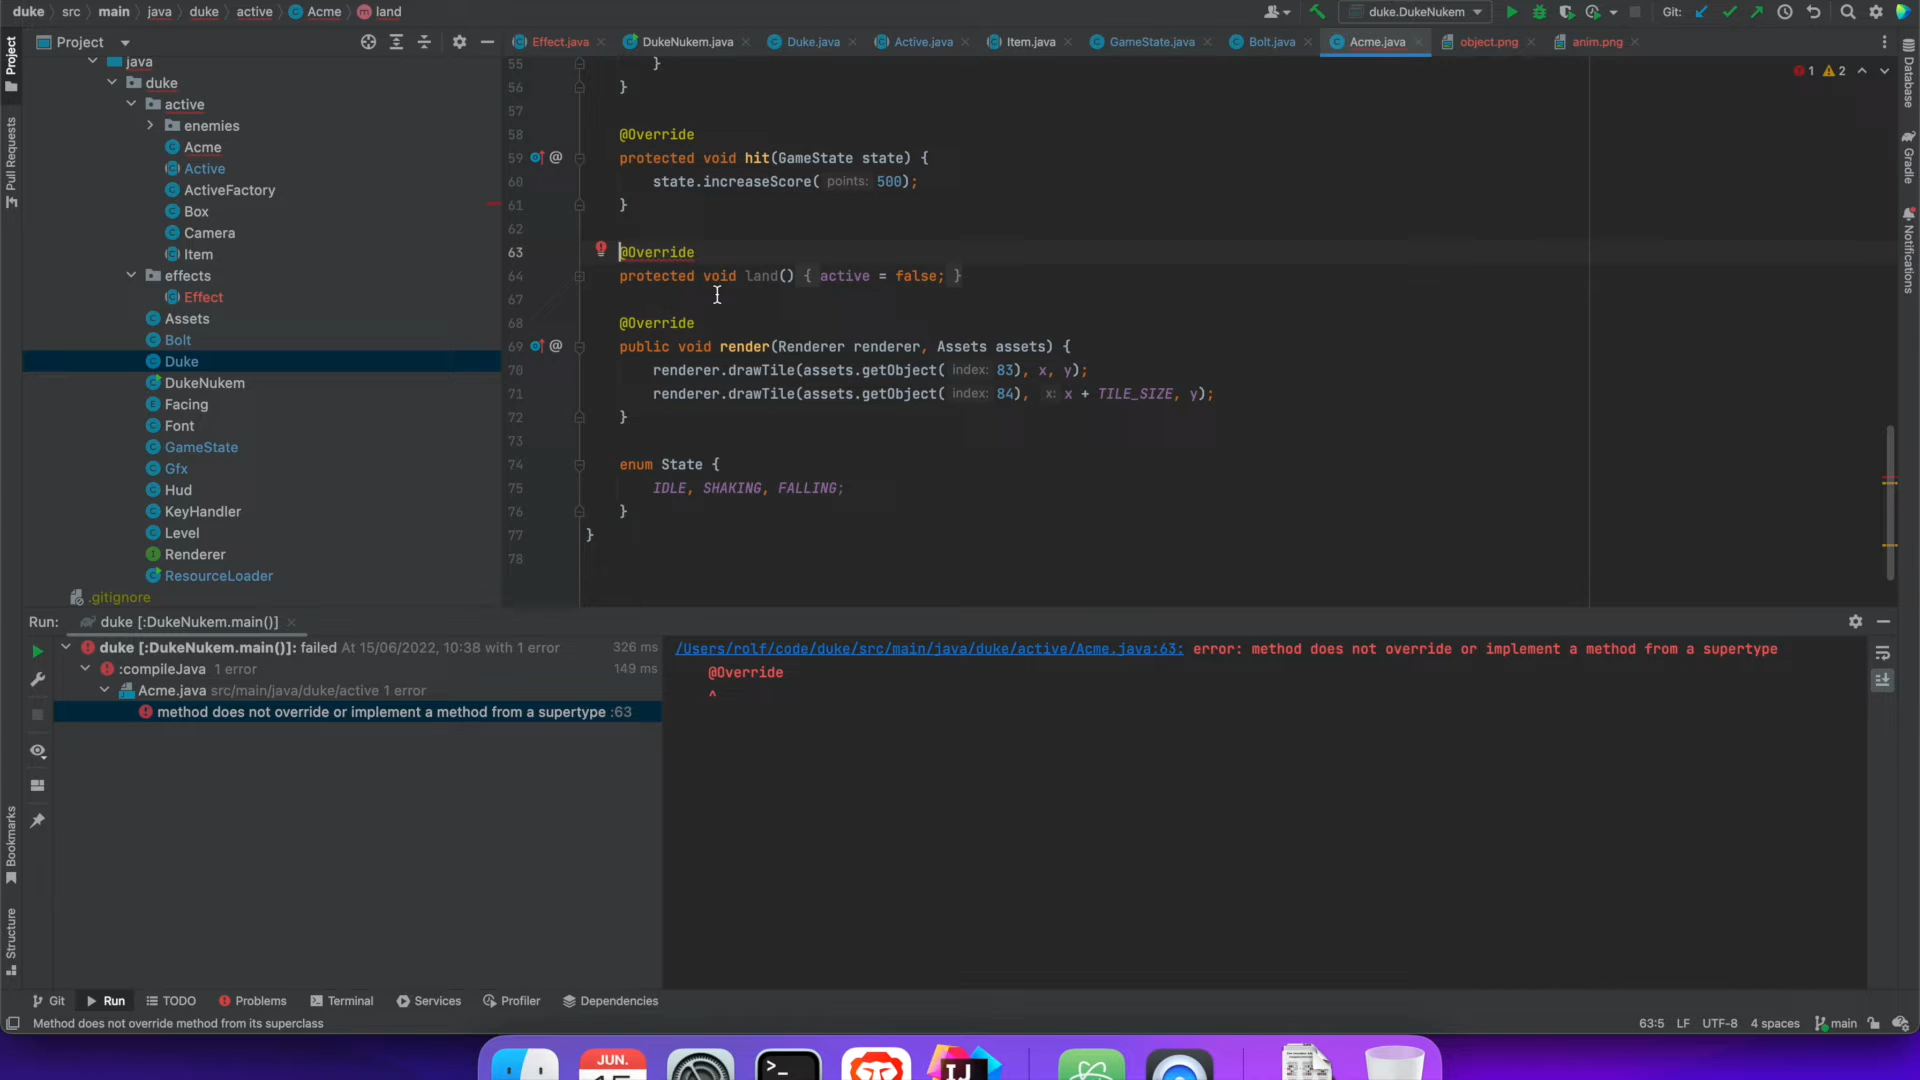 duke src main java duke active Acme land
duke.DukeNukem Git:
Project
Effect.java DukeNukem.java Duke.java Active.java Item.java GameState.java Bolt.java Acme.java object.png anim.png
Project
Pull Requests
Bookmarks
Structure
java
duke
active
enemies
Acme
Active
ActiveFactory
Box
Camera
Item
effects
Effect
Assets
Bolt
Duke
DukeNukem
Facing
Font
GameState
Gfx
Hud
KeyHandler
Level
Renderer
ResourceLoader
.gitignore
1 2
55 }
56 }
57
58 @Override
59 @ protected void hit(GameState state) {
60 state.increaseScore( points: 500);
61 }
62
63 @Override
64 protected void land() { active = false; }
67
68 @Override
69 @ public void render(Renderer renderer, Assets assets) {
70 renderer.drawTile(assets.getObject( index: 83), x, y);
71 renderer.drawTile(assets.getObject( index: 84), x: x + TILE_SIZE, y);
72 }
73
74 enum State {
75 IDLE, SHAKING, FALLING;
76 }
77 }
78
Database
Gradle
Notifications
Run: duke [:DukeNukem.main()]
duke [:DukeNukem.main()]: failed At 15/06/2022, 10:38 with 1 error 326 ms
:compileJava 1 error 149 ms
Acme.java src/main/java/duke/active 1 error
method does not override or implement a method from a supertype :63
/Users/rolf/code/duke/src/main/java/duke/active/Acme.java:63: error: method does not override or implement a method from a supertype
@Override
^
Git Run TODO Problems Terminal Services Profiler Dependencies
Method does not override method from its superclass 63:5 LF UTF-8 4 spaces main
JUN.
>_
IJ